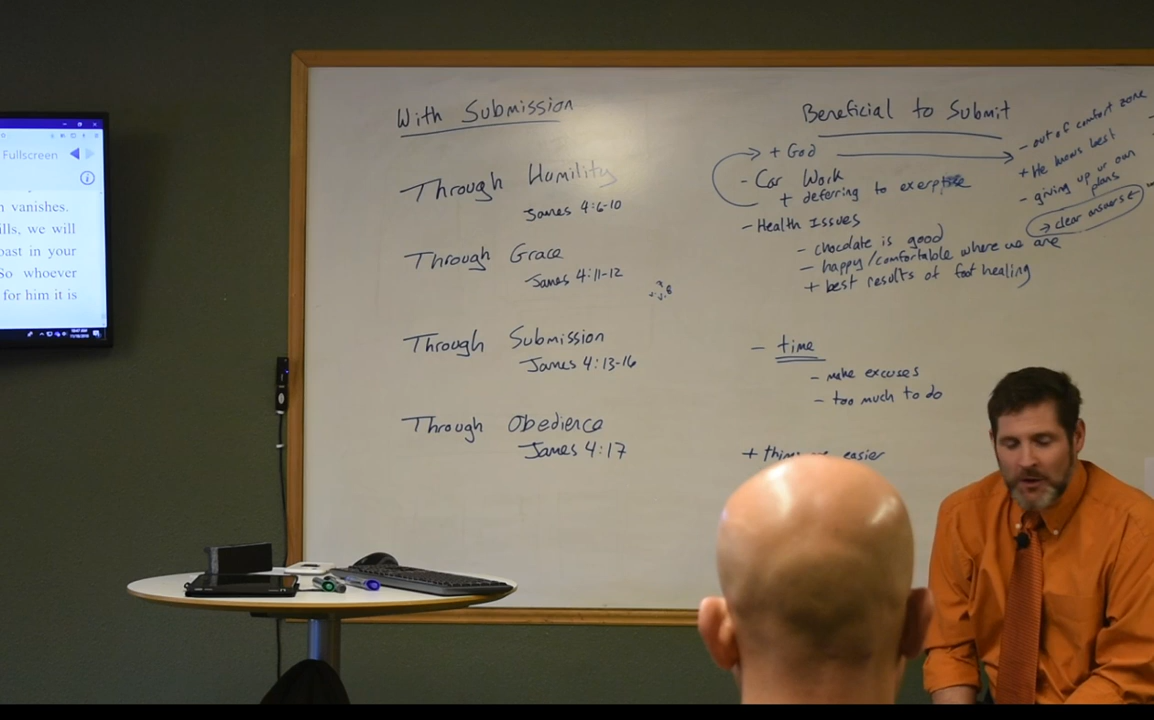 Fullscreen
n vanishes.
ills, we will
oast in your
So whoever
for him it is
With Submission
Through Humility
James 4:6-10
Through Grace
James 4:11-12
Through Submission
James 4:13-16
Through Obedience
James 4:17
Beneficial to Submit
+ God
- Car Work
+ deferring to
- Health Issues
- chocolate is good
- happy/comfortable where we are
+ best results of foot healing
- time
- make excuses
- too much to do
+ easier
- out of comfort zone
+ He knows best
- giving up ur own
plans
→ clear answers ←